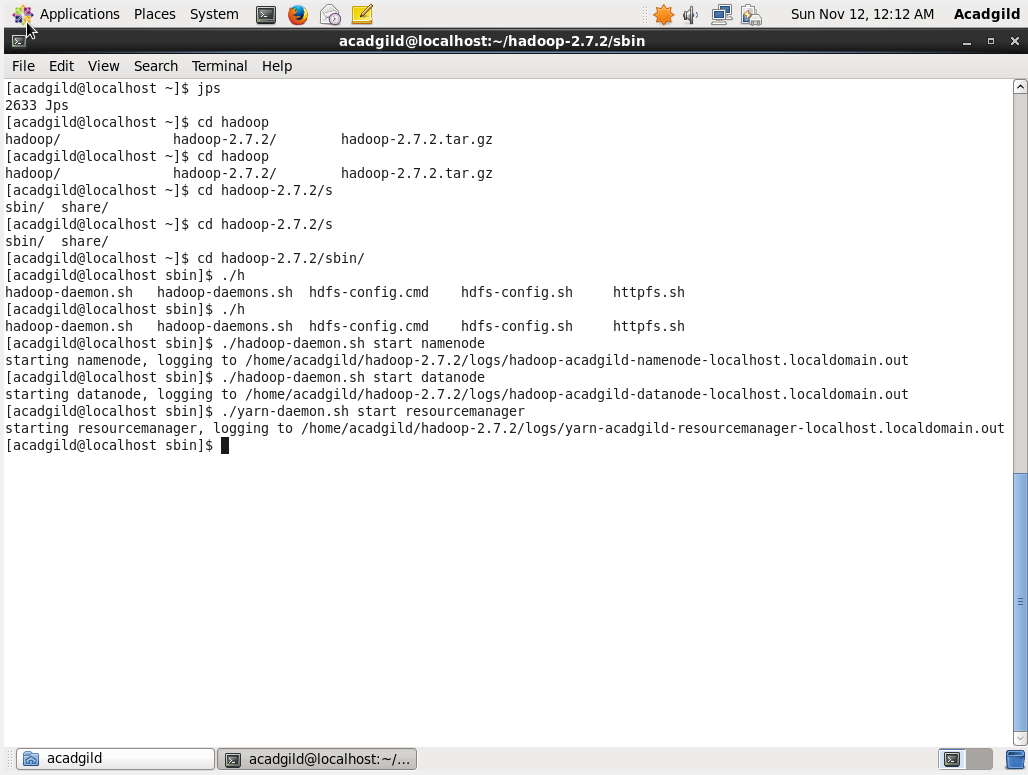 Applications Places System Sun Nov 12, 12:12 AM Acadgild
acadgild@localhost:~/hadoop-2.7.2/sbin
File Edit View Search Terminal Help
[acadgild@localhost ~]$ jps
2633 Jps
[acadgild@localhost ~]$ cd hadoop
hadoop/ hadoop-2.7.2/ hadoop-2.7.2.tar.gz
[acadgild@localhost ~]$ cd hadoop
hadoop/ hadoop-2.7.2/ hadoop-2.7.2.tar.gz
[acadgild@localhost ~]$ cd hadoop-2.7.2/s
sbin/ share/
[acadgild@localhost ~]$ cd hadoop-2.7.2/s
sbin/ share/
[acadgild@localhost ~]$ cd hadoop-2.7.2/sbin/
[acadgild@localhost sbin]$ ./h
hadoop-daemon.sh hadoop-daemons.sh hdfs-config.cmd hdfs-config.sh httpfs.sh
[acadgild@localhost sbin]$ ./h
hadoop-daemon.sh hadoop-daemons.sh hdfs-config.cmd hdfs-config.sh httpfs.sh
[acadgild@localhost sbin]$ ./hadoop-daemon.sh start namenode
starting namenode, logging to /home/acadgild/hadoop-2.7.2/logs/hadoop-acadgild-namenode-localhost.localdomain.out
[acadgild@localhost sbin]$ ./hadoop-daemon.sh start datanode
starting datanode, logging to /home/acadgild/hadoop-2.7.2/logs/hadoop-acadgild-datanode-localhost.localdomain.out
[acadgild@localhost sbin]$ ./yarn-daemon.sh start resourcemanager
starting resourcemanager, logging to /home/acadgild/hadoop-2.7.2/logs/yarn-acadgild-resourcemanager-localhost.localdomain.out
[acadgild@localhost sbin]$
acadgild acadgild@localhost:~/...